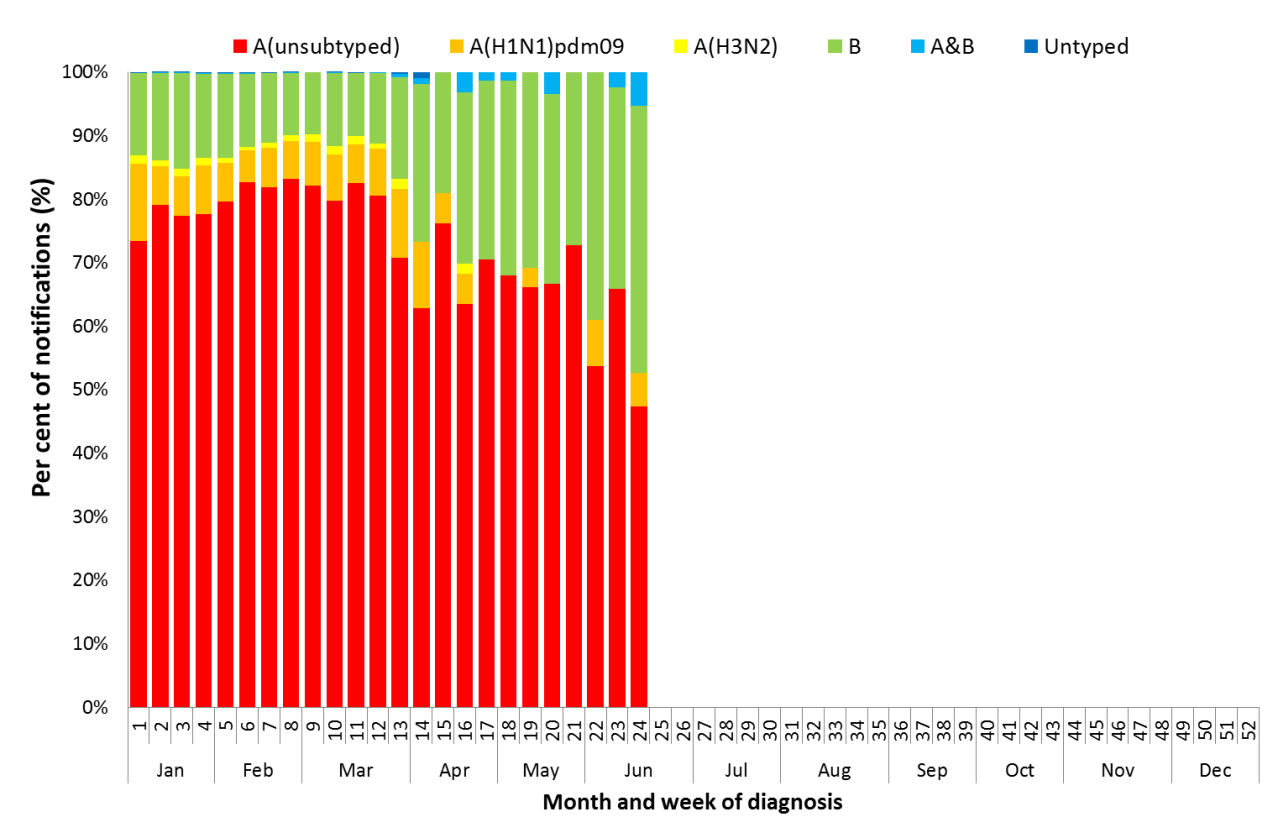 A(unsubtyped) A(H1N1)pdm09 A(H3N2) B A&B Untyped
Per cent of notifications (%)
100%
90%
80%
70%
60%
50%
40%
30%
20%
10%
0%
1 2 3 4 5 6 7 8 9 10 11 12 13 14 15 16 17 18 19 20 21 22 23 24 25 26 27 28 29 30 31 32 33 34 35 36 37 38 39 40 41 42 43 44 45 46 47 48 49 50 51 52
Jan Feb Mar Apr May Jun Jul Aug Sep Oct Nov Dec
Month and week of diagnosis